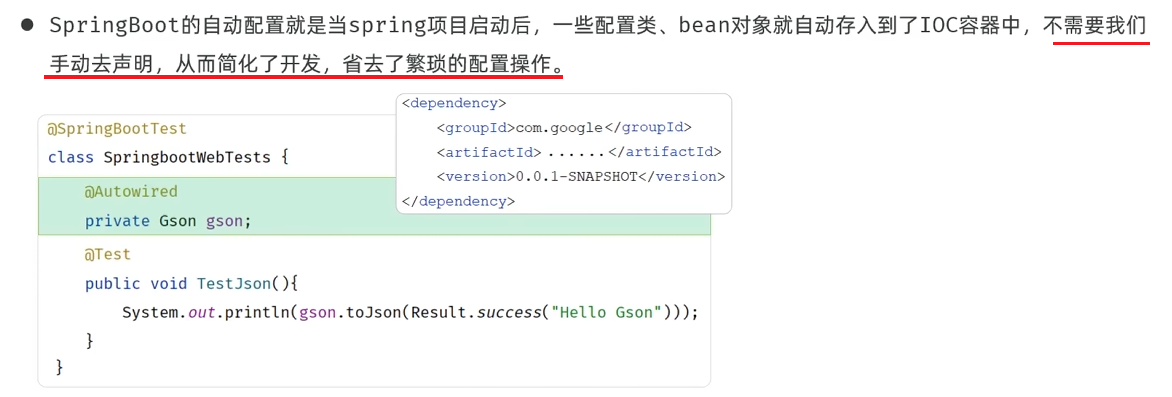 ● SpringBoot的自动配置就是当spring项目启动后，一些配置类、bean对象就自动存入到了IOC容器中，不需要我们
手动去声明，从而简化了开发，省去了繁琐的配置操作。
<dependency>
<groupId>com.google</groupId>
<artifactId>......</artifactId>
<version>0.0.1-SNAPSHOT</version>
</dependency>
@SpringBootTest
class SpringbootWebTests {
@Autowired
private Gson gson;
@Test
public void TestJson(){
System.out.println(gson.toJson(Result.success("Hello Gson")));
}
}